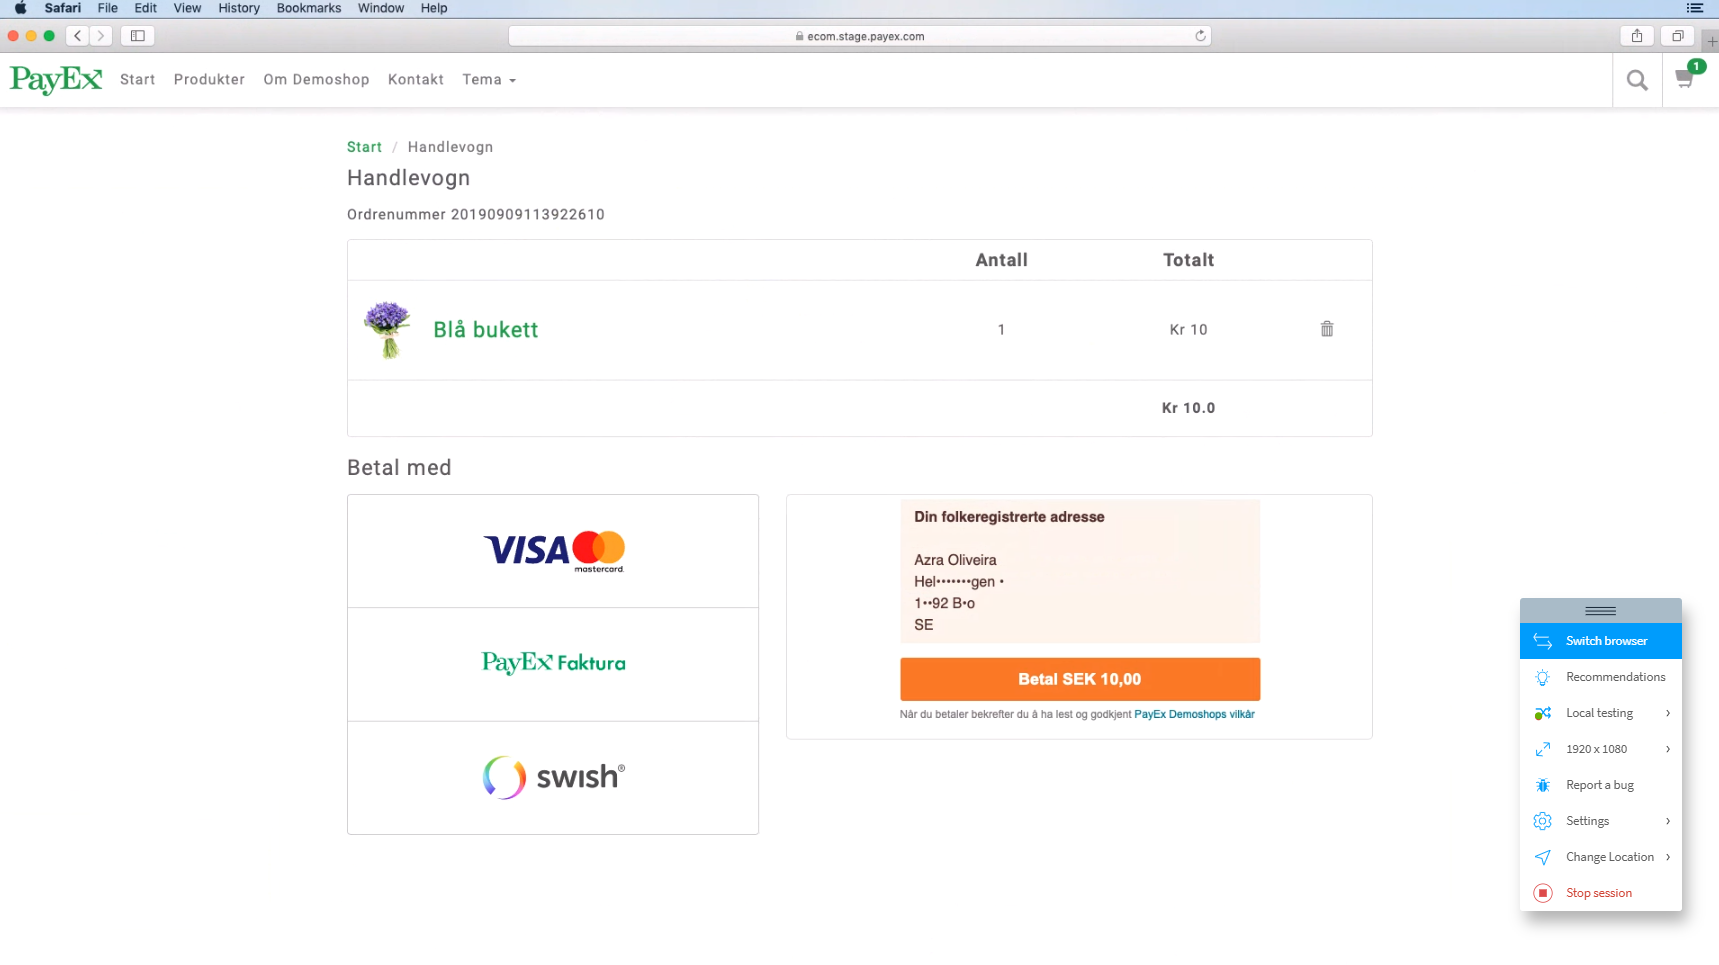 Safari File Edit View History Bookmarks Window Help
ecom.stage.payex.com
PayEx Start Produkter Om Demoshop Kontakt Tema 1
Start / Handlevogn
Handlevogn
Ordrenummer 20190909113922610
Antall Totalt
Blå bukett 1 Kr 10
Kr 10.0
Betal med
VISA mastercard.
PayEx Faktura
swish®
Din folkeregistrerte adresse
Azra Oliveira
Hel•••••••gen •
1••92 B•o
SE
Betal SEK 10,00
Når du betaler bekrefter du å ha lest og godkjent PayEx Demoshops vilkår
Switch browser
Recommendations
Local testing
1920 x 1080
Report a bug
Settings
Change Location
Stop session